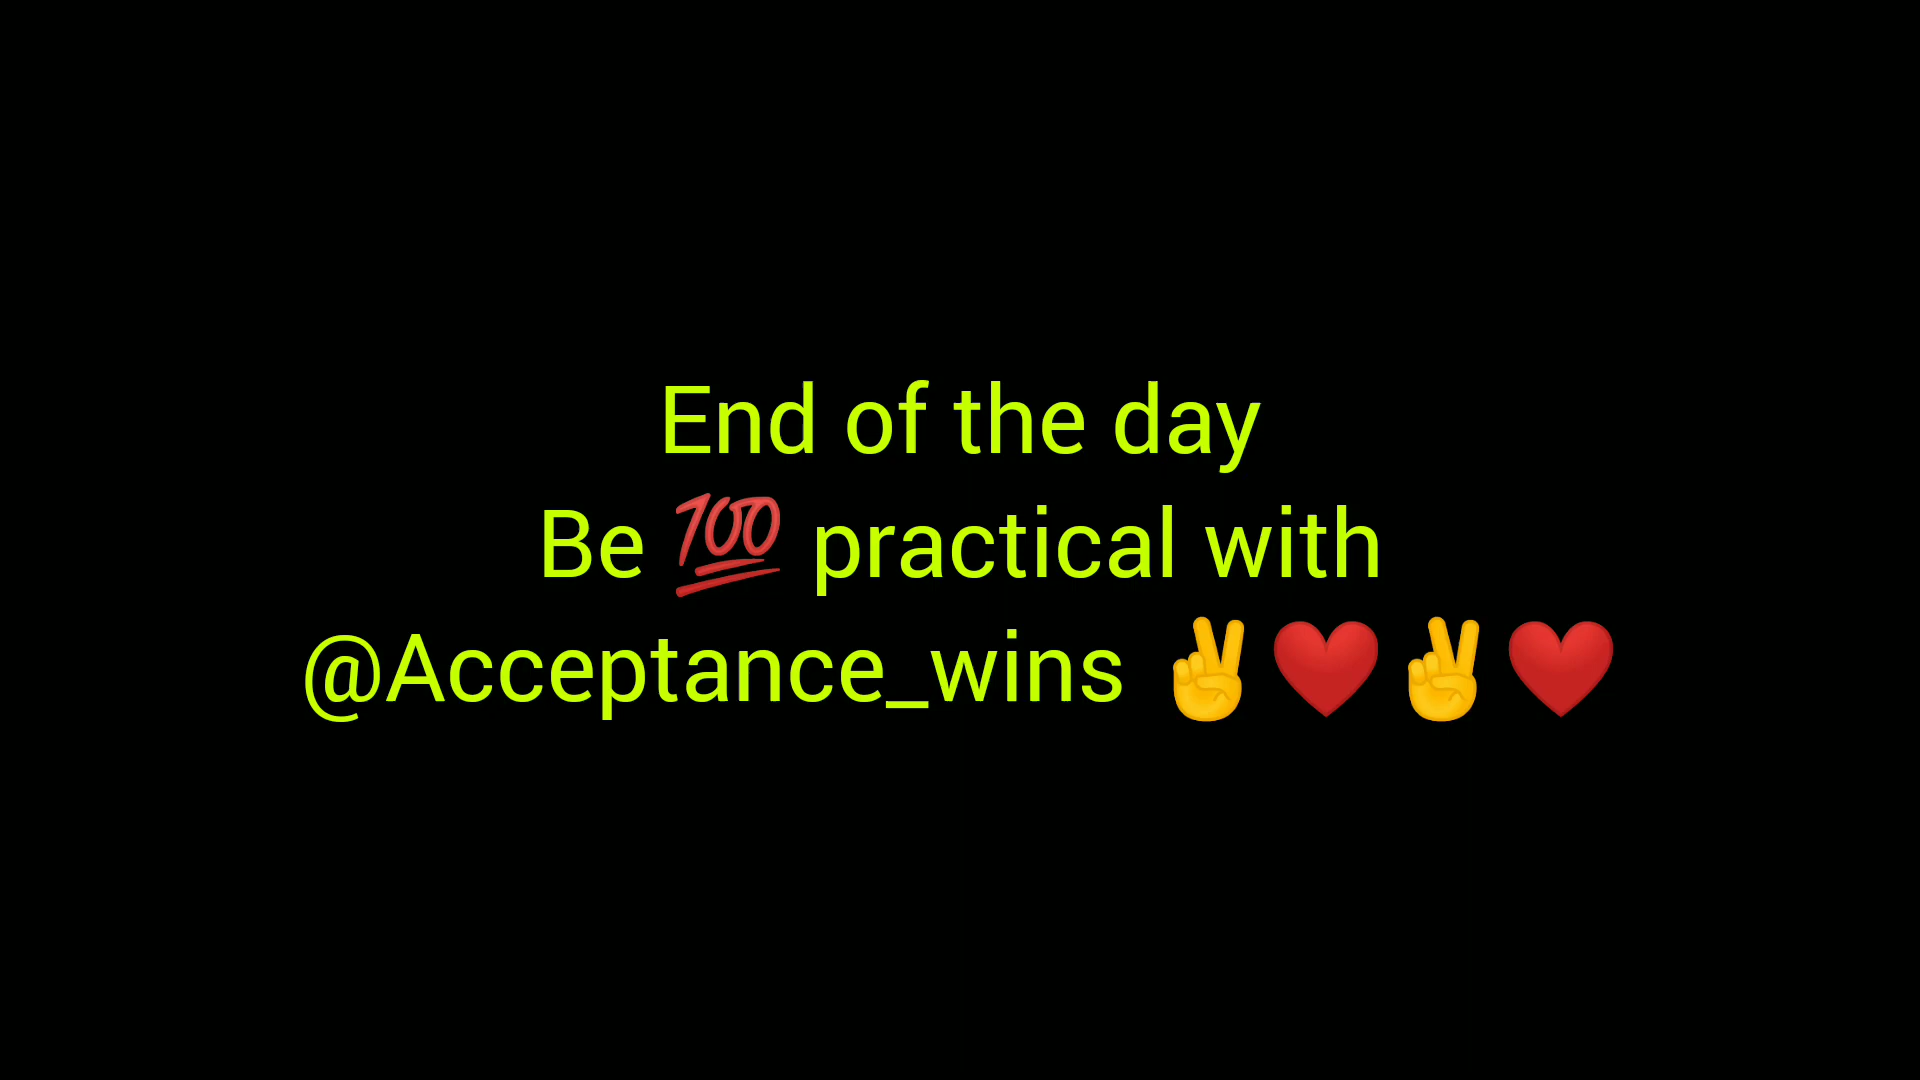 End of the day
Be 💯 practical with
@Acceptance_wins ✌❤✌❤